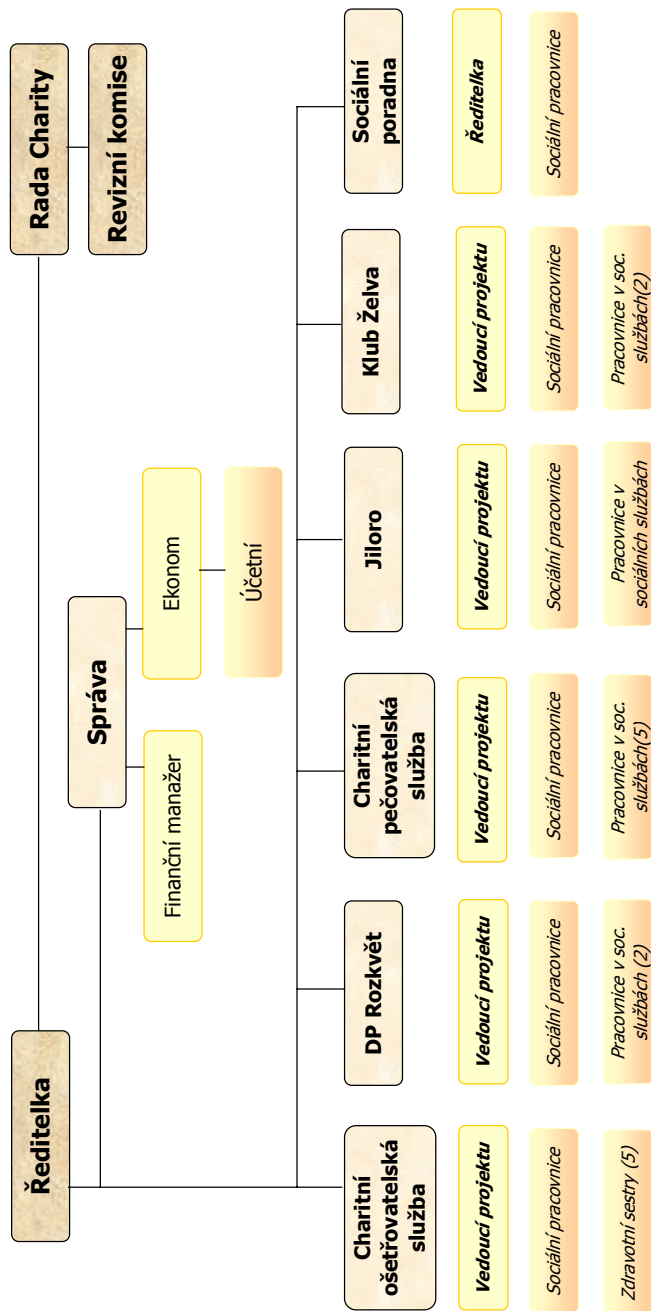 Ředitelka
Rada Charity
Revizní komise
Správa
Finanční manažer
Ekonom
Účetní
Charitní
ošetřovatelská
služba
DP Rozkvět
Charitní
pečovatelská
služba
Jiloro
Klub Želva
Sociální
poradna
Vedoucí projektu
Vedoucí projektu
Vedoucí projektu
Vedoucí projektu
Vedoucí projektu
Ředitelka
Sociální pracovnice
Sociální pracovnice
Sociální pracovnice
Sociální pracovnice
Sociální pracovnice
Sociální pracovnice
Zdravotní sestry (5)
Pracovnice v soc.
službách (2)
Pracovnice v soc.
službách(5)
Pracovnice v
sociálních službách
Pracovnice v soc.
službách(2)